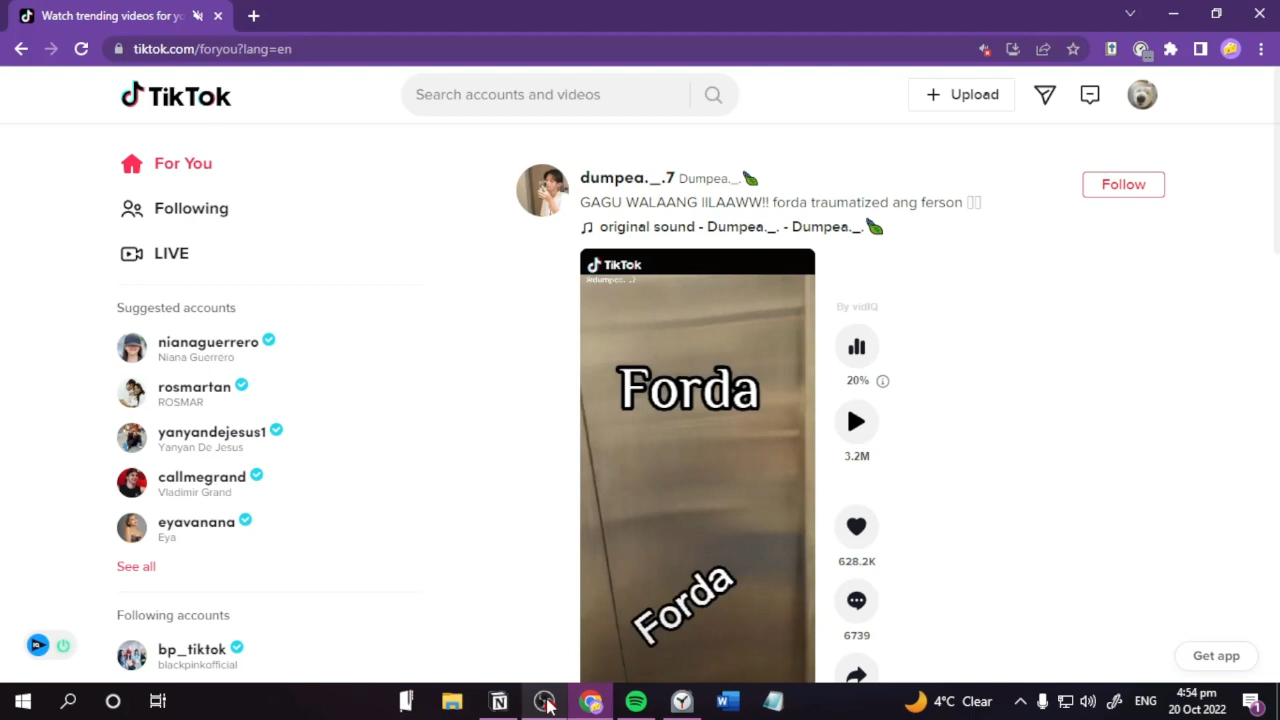 Watch trending videos for yo
tiktok.com/foryou?lang=en
TikTok
Search accounts and videos
+ Upload
For You
Following
LIVE
Suggested accounts
nianaguerrero
Niana Guerrero
rosmartan
ROSMAR
yanyandejesus1
Yanyan De Jesus
callmegrand
Vladimir Grand
eyavanana
Eya
See all
Following accounts
bp_tiktok
blackpinkofficial
dumpea._.7 Dumpea._.
GAGU WALAANG IILAAWW!! forda traumatized ang ferson
original sound - Dumpea._. - Dumpea._.
Follow
TikTok
@dumpea._.7
Forda
Forda
By vidIQ
20%
3.2M
628.2K
6739
Get app
4°C Clear
ENG
4:54 pm
20 Oct 2022
1